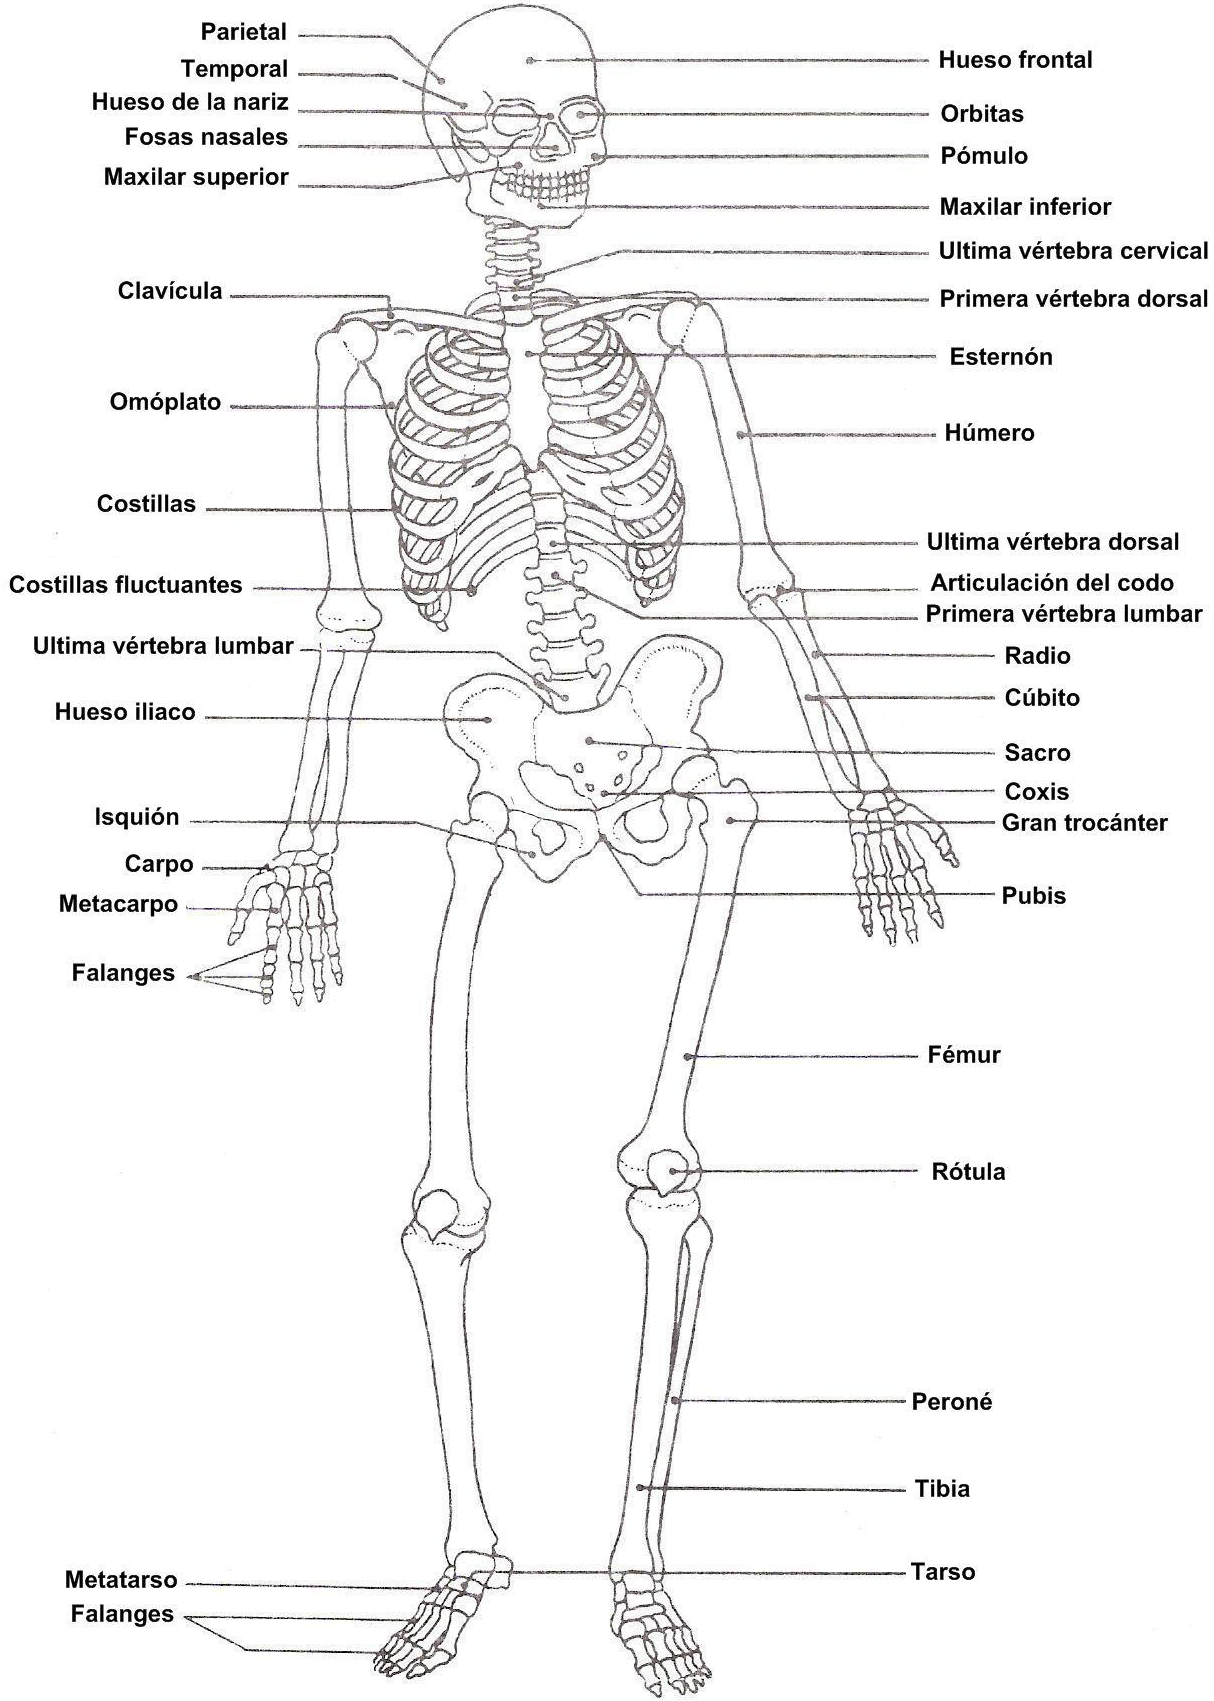 Parietal
Temporal
Hueso de la nariz
Fosas nasales
Maxilar superior
Clavícula
Omóplato
Costillas
Costillas fluctuantes
Ultima vértebra lumbar
Hueso iliaco
Isquión
Carpo
Metacarpo
Falanges
Metatarso
Falanges
Hueso frontal
Orbitas
Pómulo
Maxilar inferior
Ultima vértebra cervical
Primera vértebra dorsal
Esternón
Húmero
Ultima vértebra dorsal
Articulación del codo
Primera vértebra lumbar
Radio
Cúbito
Sacro
Coxis
Gran trocánter
Pubis
Fémur
Rótula
Peroné
Tibia
Tarso